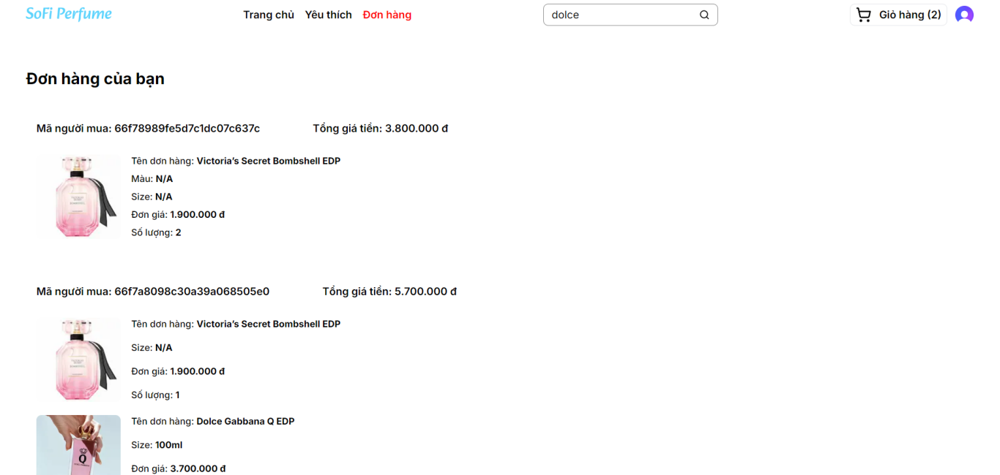 SoFi Perfume
Trang chủ Yêu thích Đơn hàng
dolce
Giỏ hàng (2)
Đơn hàng của bạn
Mã người mua: 66f78989fe5d7c1dc07c637c Tổng giá tiền: 3.800.000 đ
Tên dơn hàng: Victoria’s Secret Bombshell EDP
Màu: N/A
Size: N/A
Đơn giá: 1.900.000 đ
Số lượng: 2
Mã người mua: 66f7a8098c30a39a068505e0 Tổng giá tiền: 5.700.000 đ
Tên dơn hàng: Victoria’s Secret Bombshell EDP
Size: N/A
Đơn giá: 1.900.000 đ
Số lượng: 1
Q
Tên dơn hàng: Dolce Gabbana Q EDP
Size: 100ml
Đơn giá: 3.700.000 đ